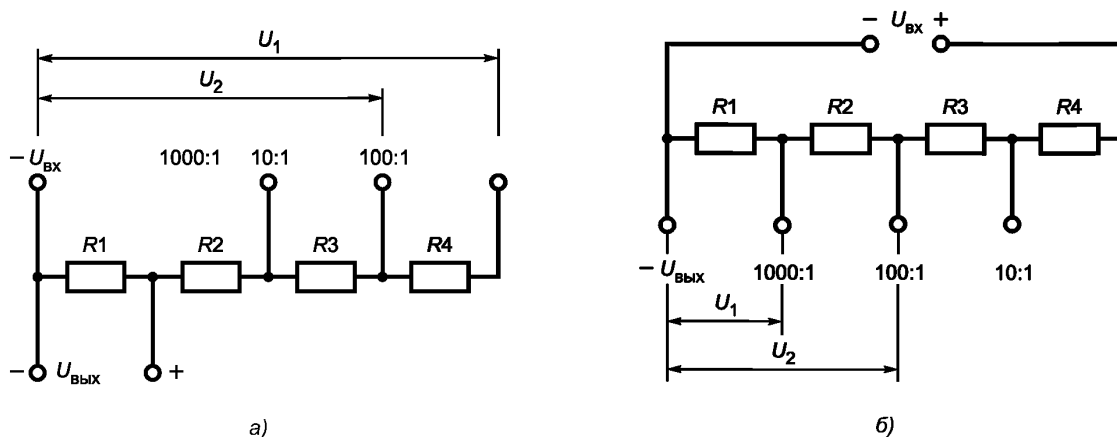 U1
U2
– Uвх 1000:1 10:1 100:1
R1 R2 R3 R4
– Uвых +
а)
– Uвх +
R1 R2 R3 R4
– Uвых 1000:1 100:1 10:1
U1
U2
б)